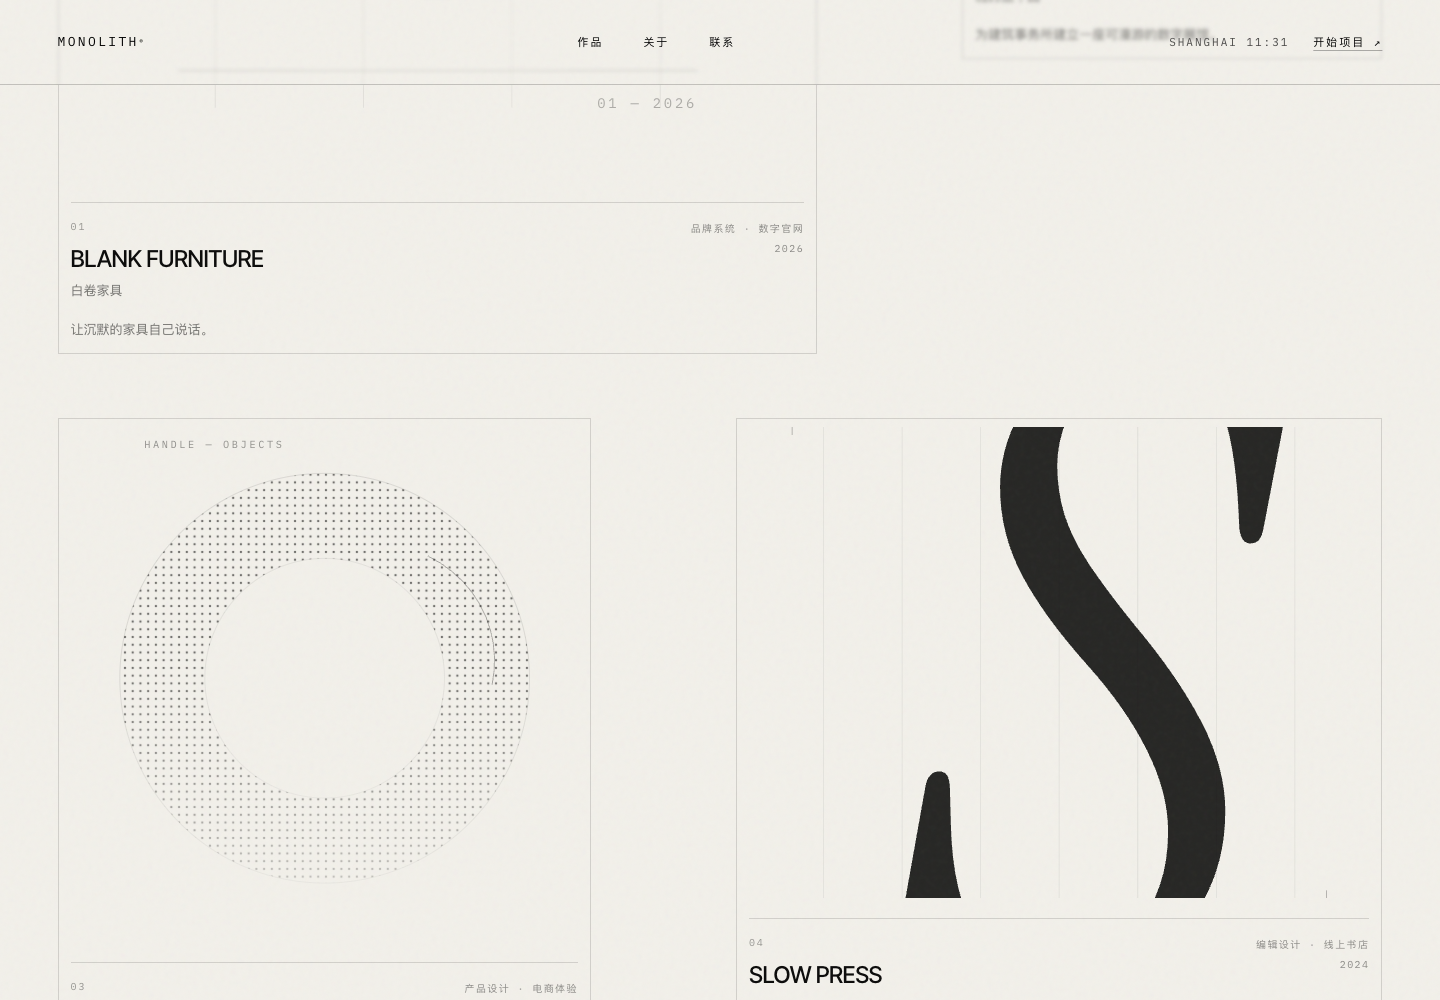 MONOLITH®
作品
关于
联系
SHANGHAI 11:31
开始项目 ↗
01 — 2026
01
品牌系统 · 数字官网
2026
BLANK FURNITURE
白卷家具
让沉默的家具自己说话。
HANDLE — OBJECTS
S
04
编辑设计 · 线上书店
2024
SLOW PRESS
03
产品设计 · 电商体验